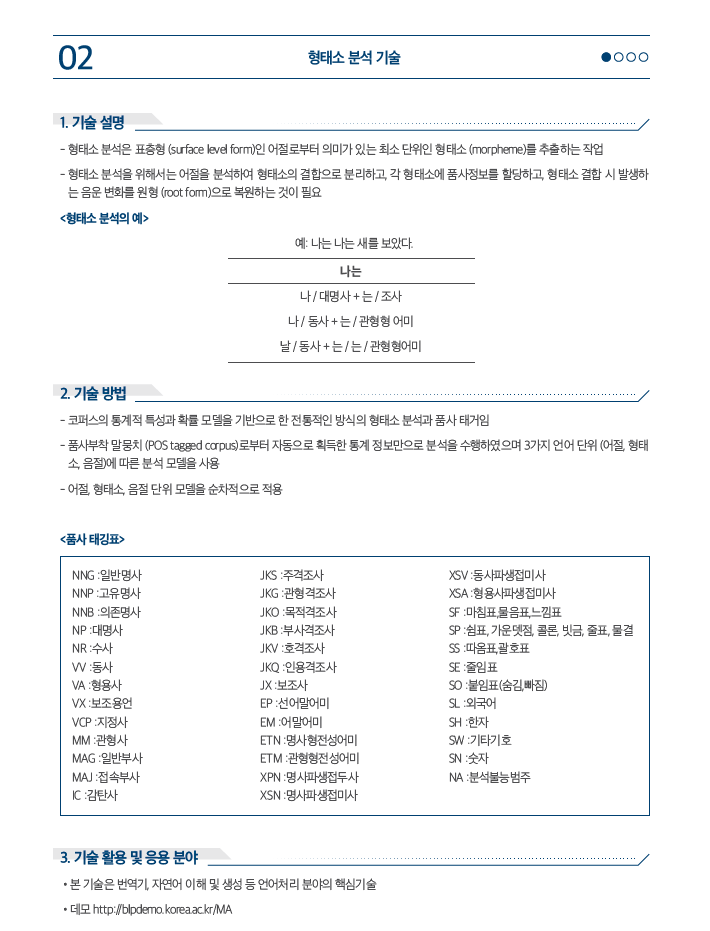 02
형태소 분석 기술
1. 기술 설명
- 형태소 분석은 표층형 (surface level form)인 어절로부터 의미가 있는 최소 단위인 형태소 (morpheme)를 추출하는 작업
- 형태소 분석을 위해서는 어절을 분석하여 형태소의 결합으로 분리하고, 각 형태소에 품사정보를 할당하고, 형태소 결합 시 발생하
는 음운 변화를 원형 (root form)으로 복원하는 것이 필요
<형태소 분석의 예>
예: 나는 나는 새를 보았다.
나는
나 / 대명사 + 는 / 조사
나 / 동사 + 는 / 관형형 어미
날 / 동사 + 는 / 는 / 관형형어미
2. 기술 방법
- 코퍼스의 통계적 특성과 확률 모델을 기반으로 한 전통적인 방식의 형태소 분석과 품사 태거임
- 품사부착 말뭉치 (POS tagged corpus)로부터 자동으로 획득한 통계 정보만으로 분석을 수행하였으며 3가지 언어 단위 (어절, 형태
소, 음절)에 따른 분석 모델을 사용
- 어절, 형태소, 음절 단위 모델을 순차적으로 적용
<품사 태깅표>
NNG :일반명사
NNP :고유명사
NNB :의존명사
NP :대명사
NR :수사
VV :동사
VA :형용사
VX :보조용언
VCP :지정사
MM :관형사
MAG :일반부사
MAJ :접속부사
IC :감탄사
JKS :주격조사
JKG :관형격조사
JKO :목적격조사
JKB :부사격조사
JKV :호격조사
JKQ :인용격조사
JX :보조사
EP :선어말어미
EM :어말어미
ETN :명사형전성어미
ETM :관형형전성어미
XPN :명사파생접두사
XSN :명사파생접미사
XSV :동사파생접미사
XSA :형용사파생접미사
SF :마침표,물음표,느낌표
SP :쉼표, 가운뎃점, 콜론, 빗금, 줄표, 물결
SS :따옴표,괄호표
SE :줄임표
SO :붙임표(숨김,빠짐)
SL :외국어
SH :한자
SW :기타기호
SN :숫자
NA :분석불능범주
3. 기술 활용 및 응용 분야
• 본 기술은 번역기, 자연어 이해 및 생성 등 언어처리 분야의 핵심기술
• 데모 http://blpdemo.korea.ac.kr/MA